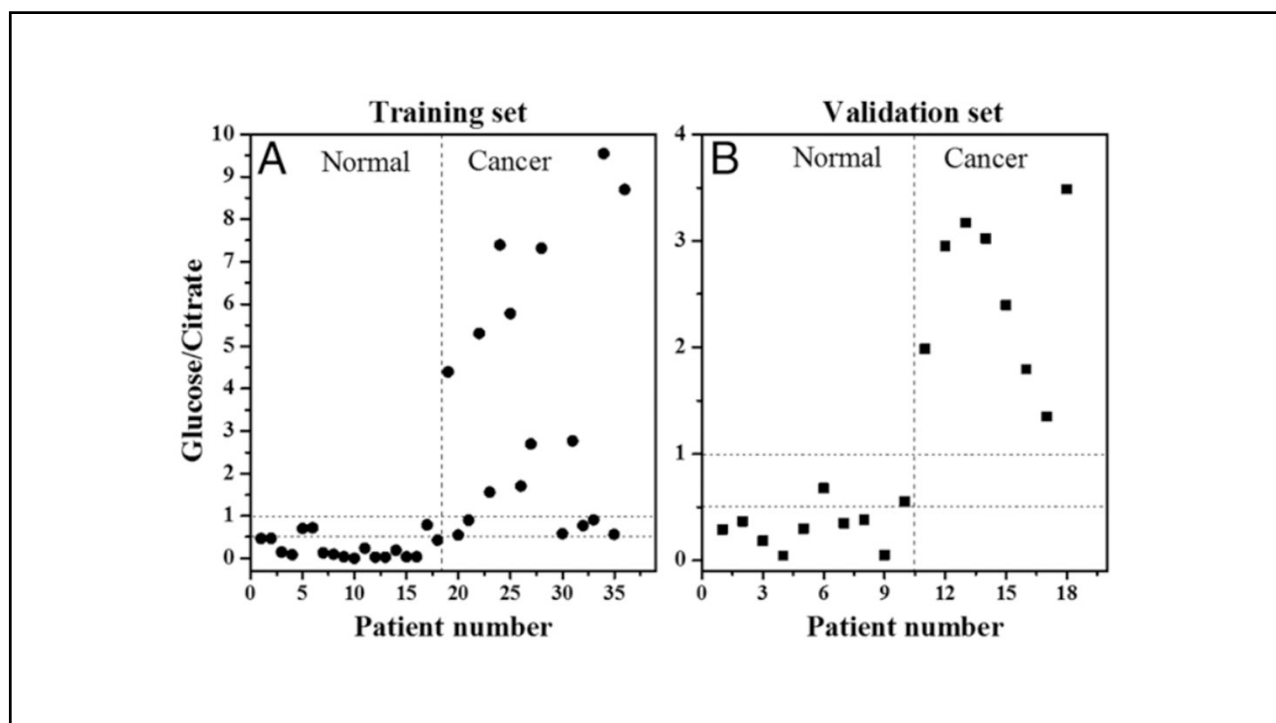 Training set
A
Normal
Cancer
10
9
8
7
6
5
4
3
2
1
0
Glucose/Citrate
0 5 10 15 20 25 30 35
Patient number
Validation set
B
Normal
Cancer
4
3
2
1
0
0 3 6 9 12 15 18
Patient number